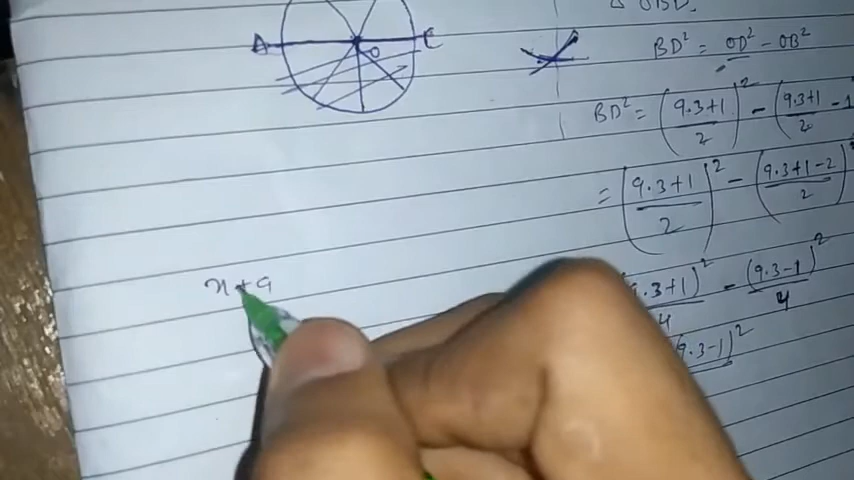 A O C
△ OBD.
BD² = OD² - OB²
BD² = (9.3+1/2)² - (9.3+1/2 - 1
= (9.3+1/2)² - (9.3+1-2/2)²
9.3+1)²/4 - (9.3-1)²/4
9.3-1)²
x+a